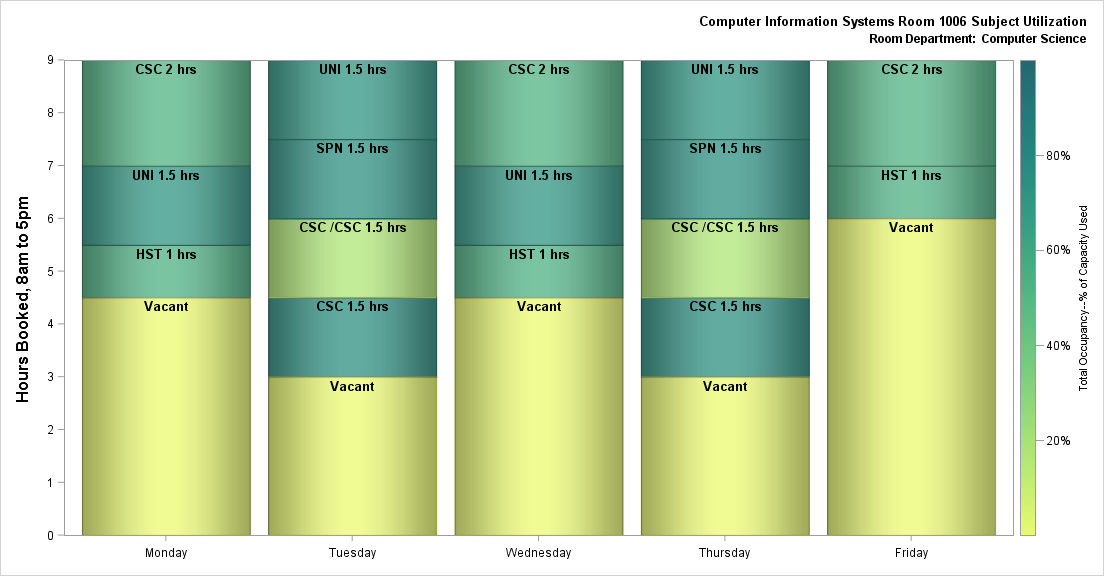 Computer Information Systems Room 1006 Subject Utilization
Room Department: Computer Science
Hours Booked, 8am to 5pm
9
8
7
6
5
4
3
2
1
0
CSC 2 hrs
UNI 1.5 hrs
HST 1 hrs
Vacant
UNI 1.5 hrs
SPN 1.5 hrs
CSC /CSC 1.5 hrs
CSC 1.5 hrs
Vacant
CSC 2 hrs
UNI 1.5 hrs
HST 1 hrs
Vacant
UNI 1.5 hrs
SPN 1.5 hrs
CSC /CSC 1.5 hrs
CSC 1.5 hrs
Vacant
CSC 2 hrs
HST 1 hrs
Vacant
Monday
Tuesday
Wednesday
Thursday
Friday
80%
60%
40%
20%
Total Occupancy--% of Capacity Used